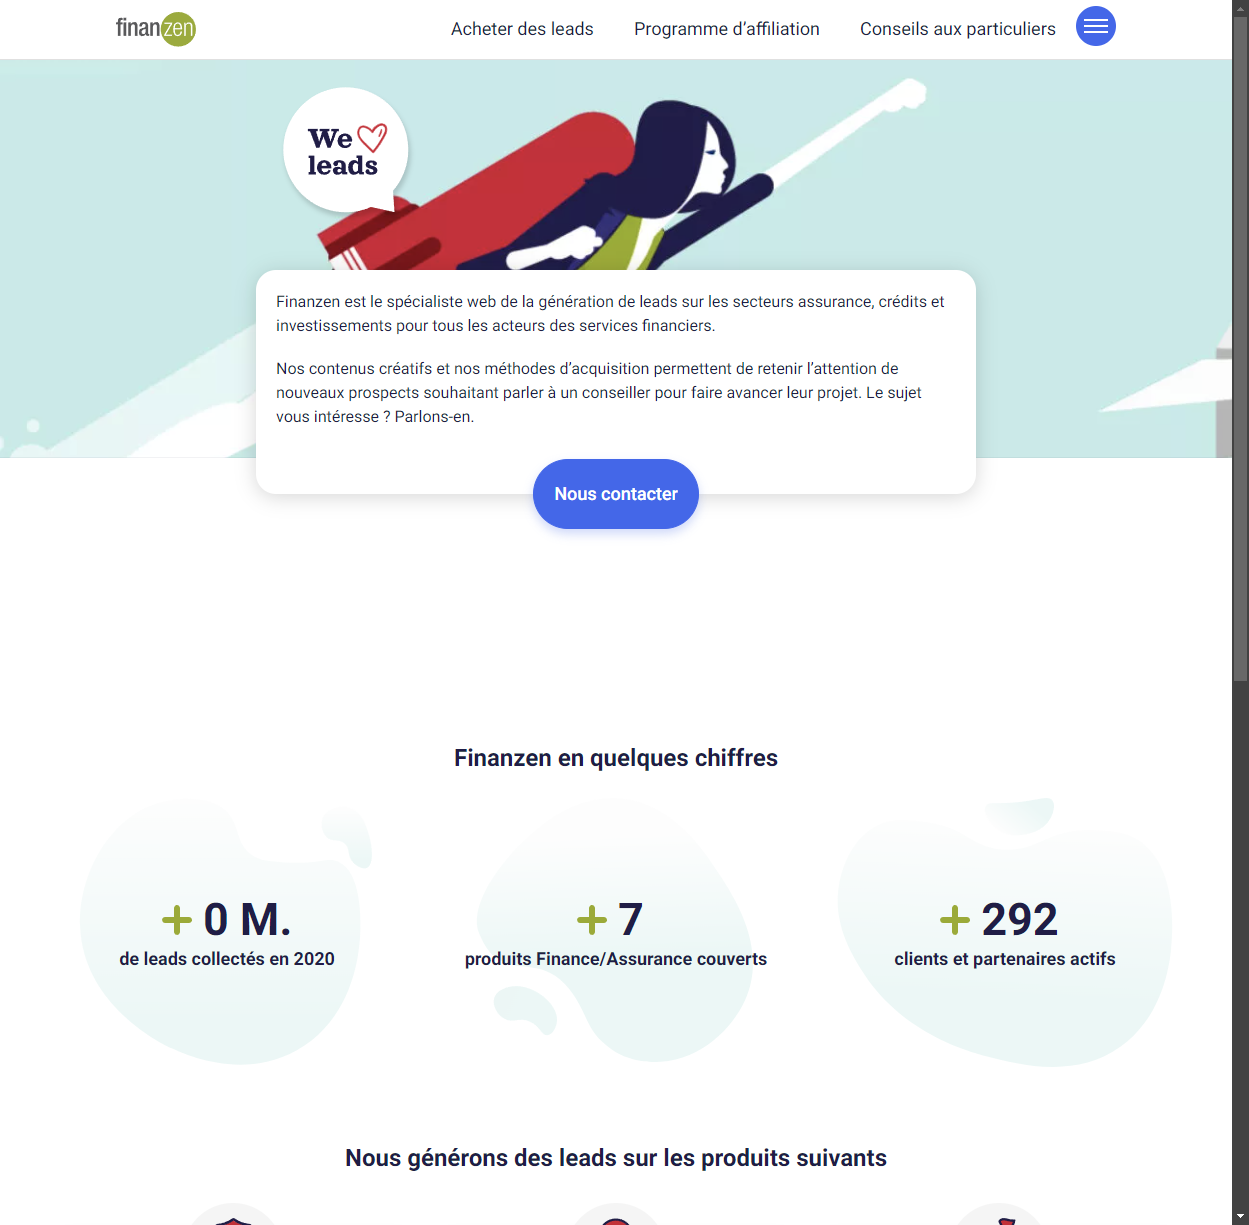 finanzen
Acheter des leads
Programme d’affiliation
Conseils aux particuliers
We
leads
Finanzen est le spécialiste web de la génération de leads sur les secteurs assurance, crédits et
investissements pour tous les acteurs des services financiers.
Nos contenus créatifs et nos méthodes d’acquisition permettent de retenir l’attention de
nouveaux prospects souhaitant parler à un conseiller pour faire avancer leur projet. Le sujet
vous intéresse ? Parlons-en.
Nous contacter
Finanzen en quelques chiffres
+ 0 M.
de leads collectés en 2020
+ 7
produits Finance/Assurance couverts
+ 292
clients et partenaires actifs
Nous générons des leads sur les produits suivants